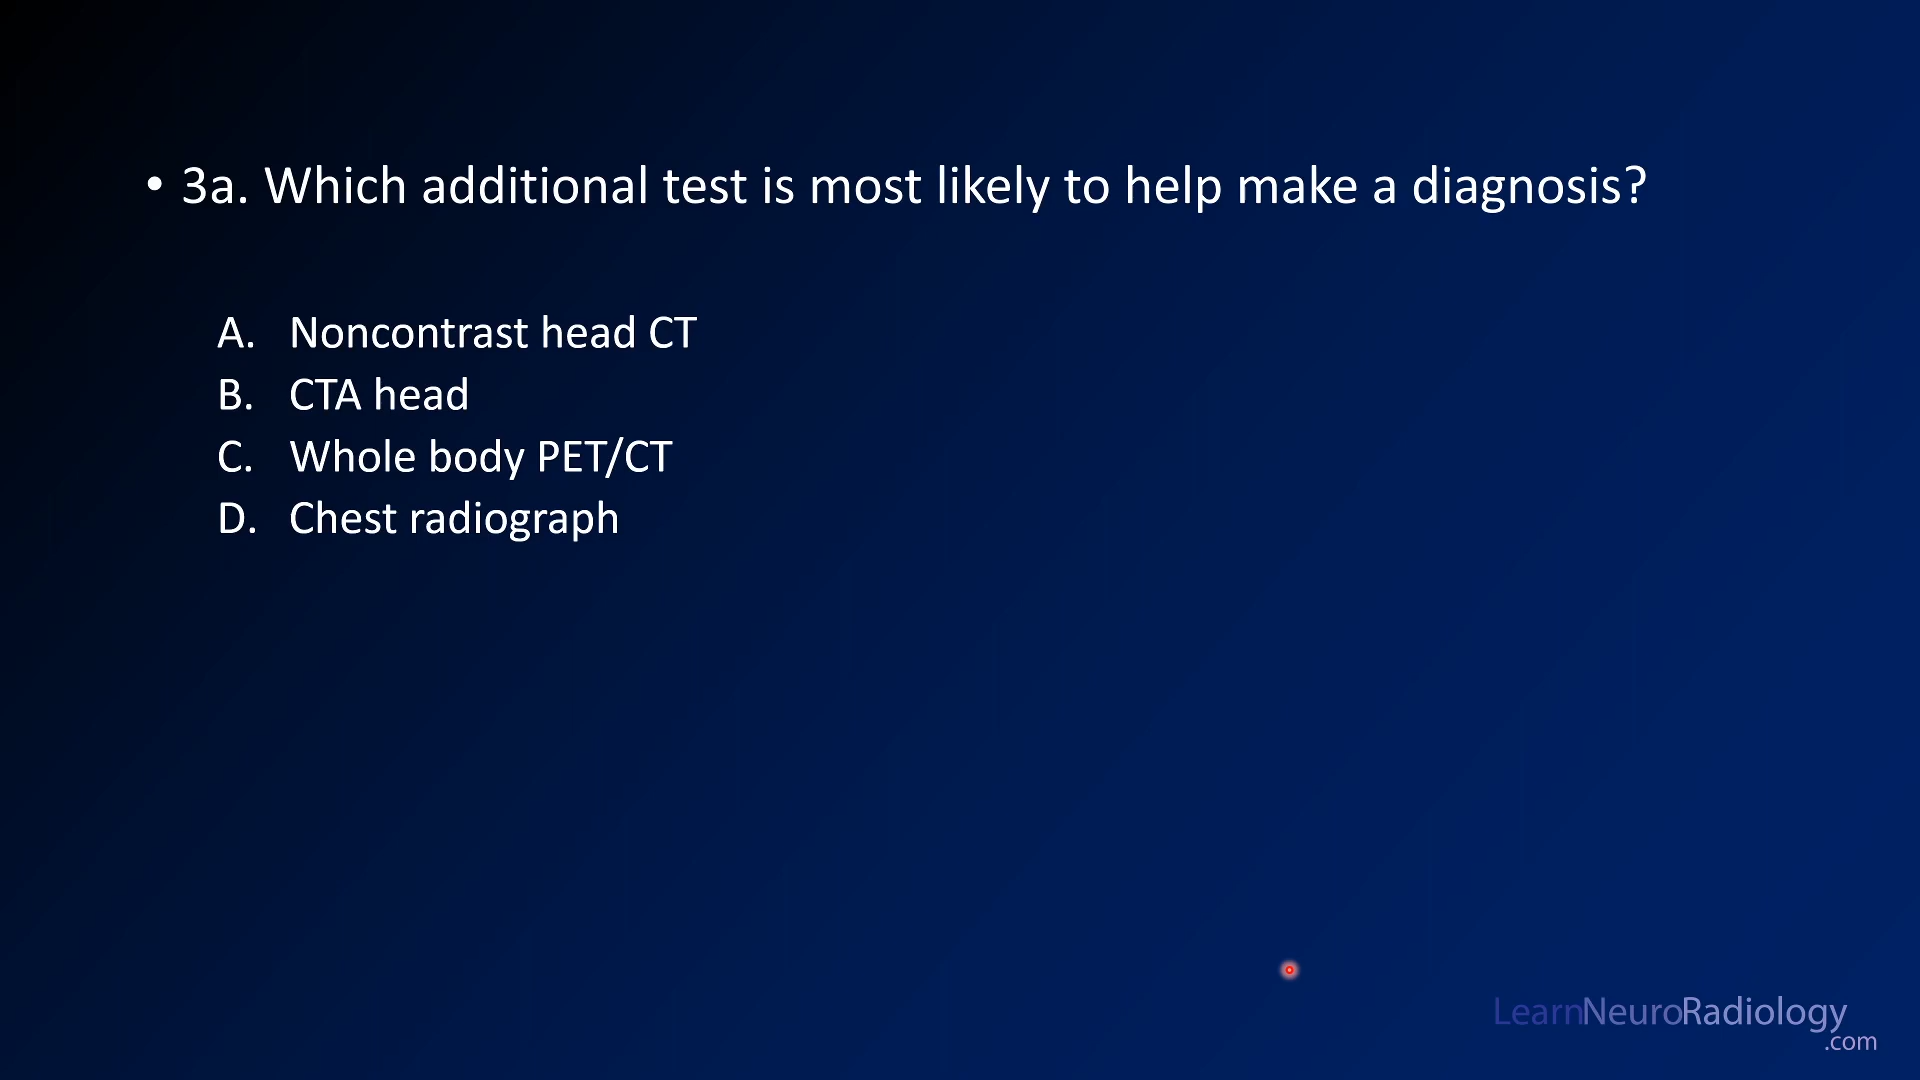 • 3a. Which additional test is most likely to help make a diagnosis?
A. Noncontrast head CT
B. CTA head
C. Whole body PET/CT
D. Chest radiograph
LearnNeuroRadiology
.com